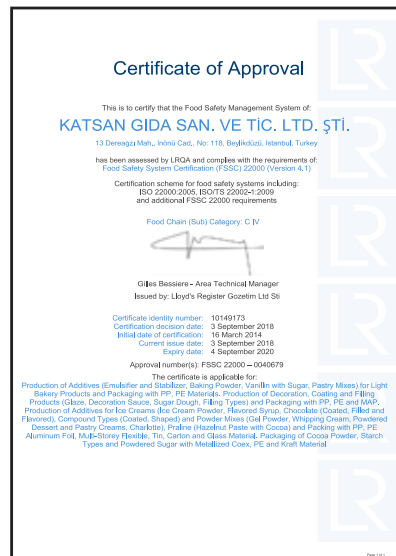 Certificate of Approval
This is to certify that the Food Safety Management System of:
KATSAN GIDA SAN. VE TİC. LTD. ŞTİ.
13 Dereagzı Mah., Inönü Cad., No: 118, Beylikdüzü, Istanbul, Turkey
has been assessed by LRQA and complies with the requirements of:
Food Safety System Certification (FSSC) 22000 (Version 4.1)
Certification scheme for food safety systems including:
ISO 22000:2005, ISO/TS 22002-1:2009
and additional FSSC 22000 requirements
Food Chain (Sub) Category: C IV
Gilles Bessiere - Area Technical Manager
Issued by: Lloyd's Register Gozetim Ltd Sti
Certificate identity number: 10149173
Certification decision date: 3 September 2018
Initial date of certification: 16 March 2014
Current issue date: 3 September 2018
Expiry date: 4 September 2020
Approval number(s): FSSC 22000 – 0040679
The certificate is applicable for:
Production of Additives (Emulsifier and Stabilizer, Baking Powder, Vanillin with Sugar, Pastry Mixes) for Light
Bakery Products and Packaging with PP, PE Materials. Production of Decoration, Coating and Filling
Products (Glaze, Decoration Sauce, Sugar Dough, Filling Types) and Packaging with PP, PE and MAP.
Production of Additives for Ice Creams (Ice Cream Powder, Flavored Syrup, Chocolate (Coated, Filled and
Flavored), Compound Types (Coated, Shaped) and Powder Mixes (Gel Powder, Whipping Cream, Powdered
Dessert and Pastry Creams, Charlotte), Praline (Hazelnut Paste with Cocoa) and Packing with PP, PE
Aluminum Foil, Multi-Storey Flexible, Tin, Carton and Glass Material. Packaging of Cocoa Powder, Starch
Types and Powdered Sugar with Metallized Coex, PE and Kraft Material
Page 1 of 1
LR
LR
LR
LR
LR
LR